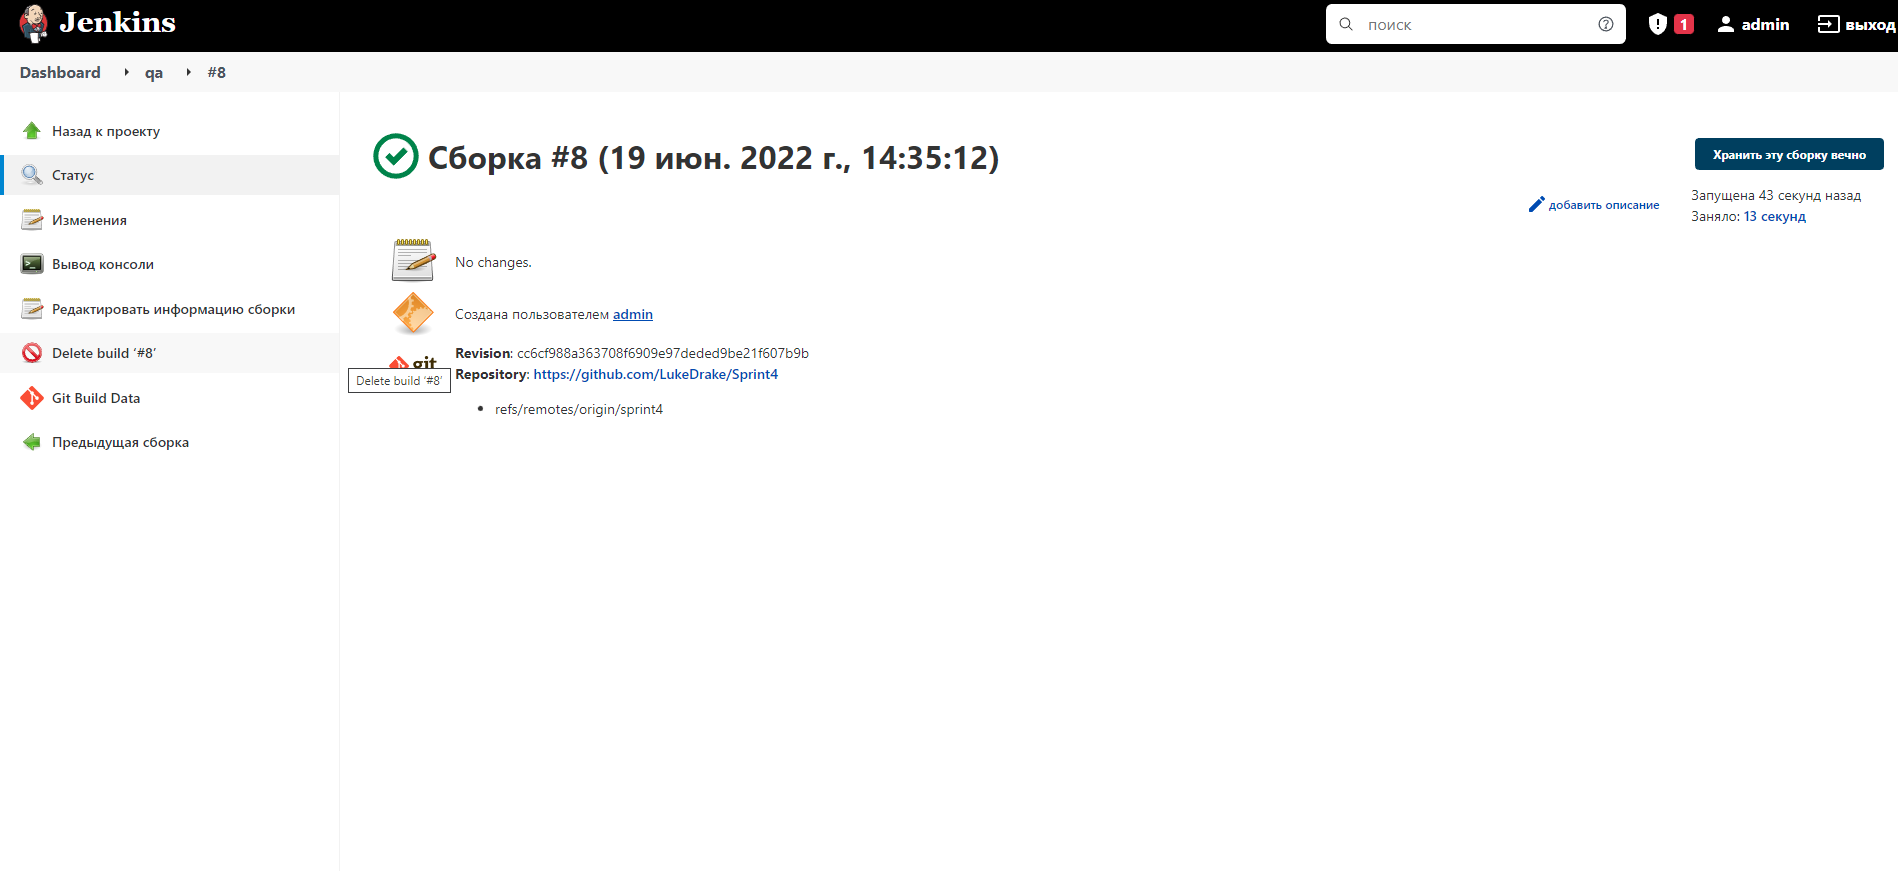 Jenkins
поиск
1
admin
выход
Dashboard
qa
#8
Назад к проекту
Статус
Изменения
Вывод консоли
Редактировать информацию сборки
Delete build ‘#8’
Git Build Data
Предыдущая сборка
Сборка #8 (19 июн. 2022 г., 14:35:12)
Хранить эту сборку вечно
добавить описание
Запущена 43 секунд назад
Заняло: 13 секунд
No changes.
Создана пользователем admin
git
Revision: cc6cf988a363708f6909e97deded9be21f607b9b
Repository: https://github.com/LukeDrake/Sprint4
Delete build ‘#8’
refs/remotes/origin/sprint4